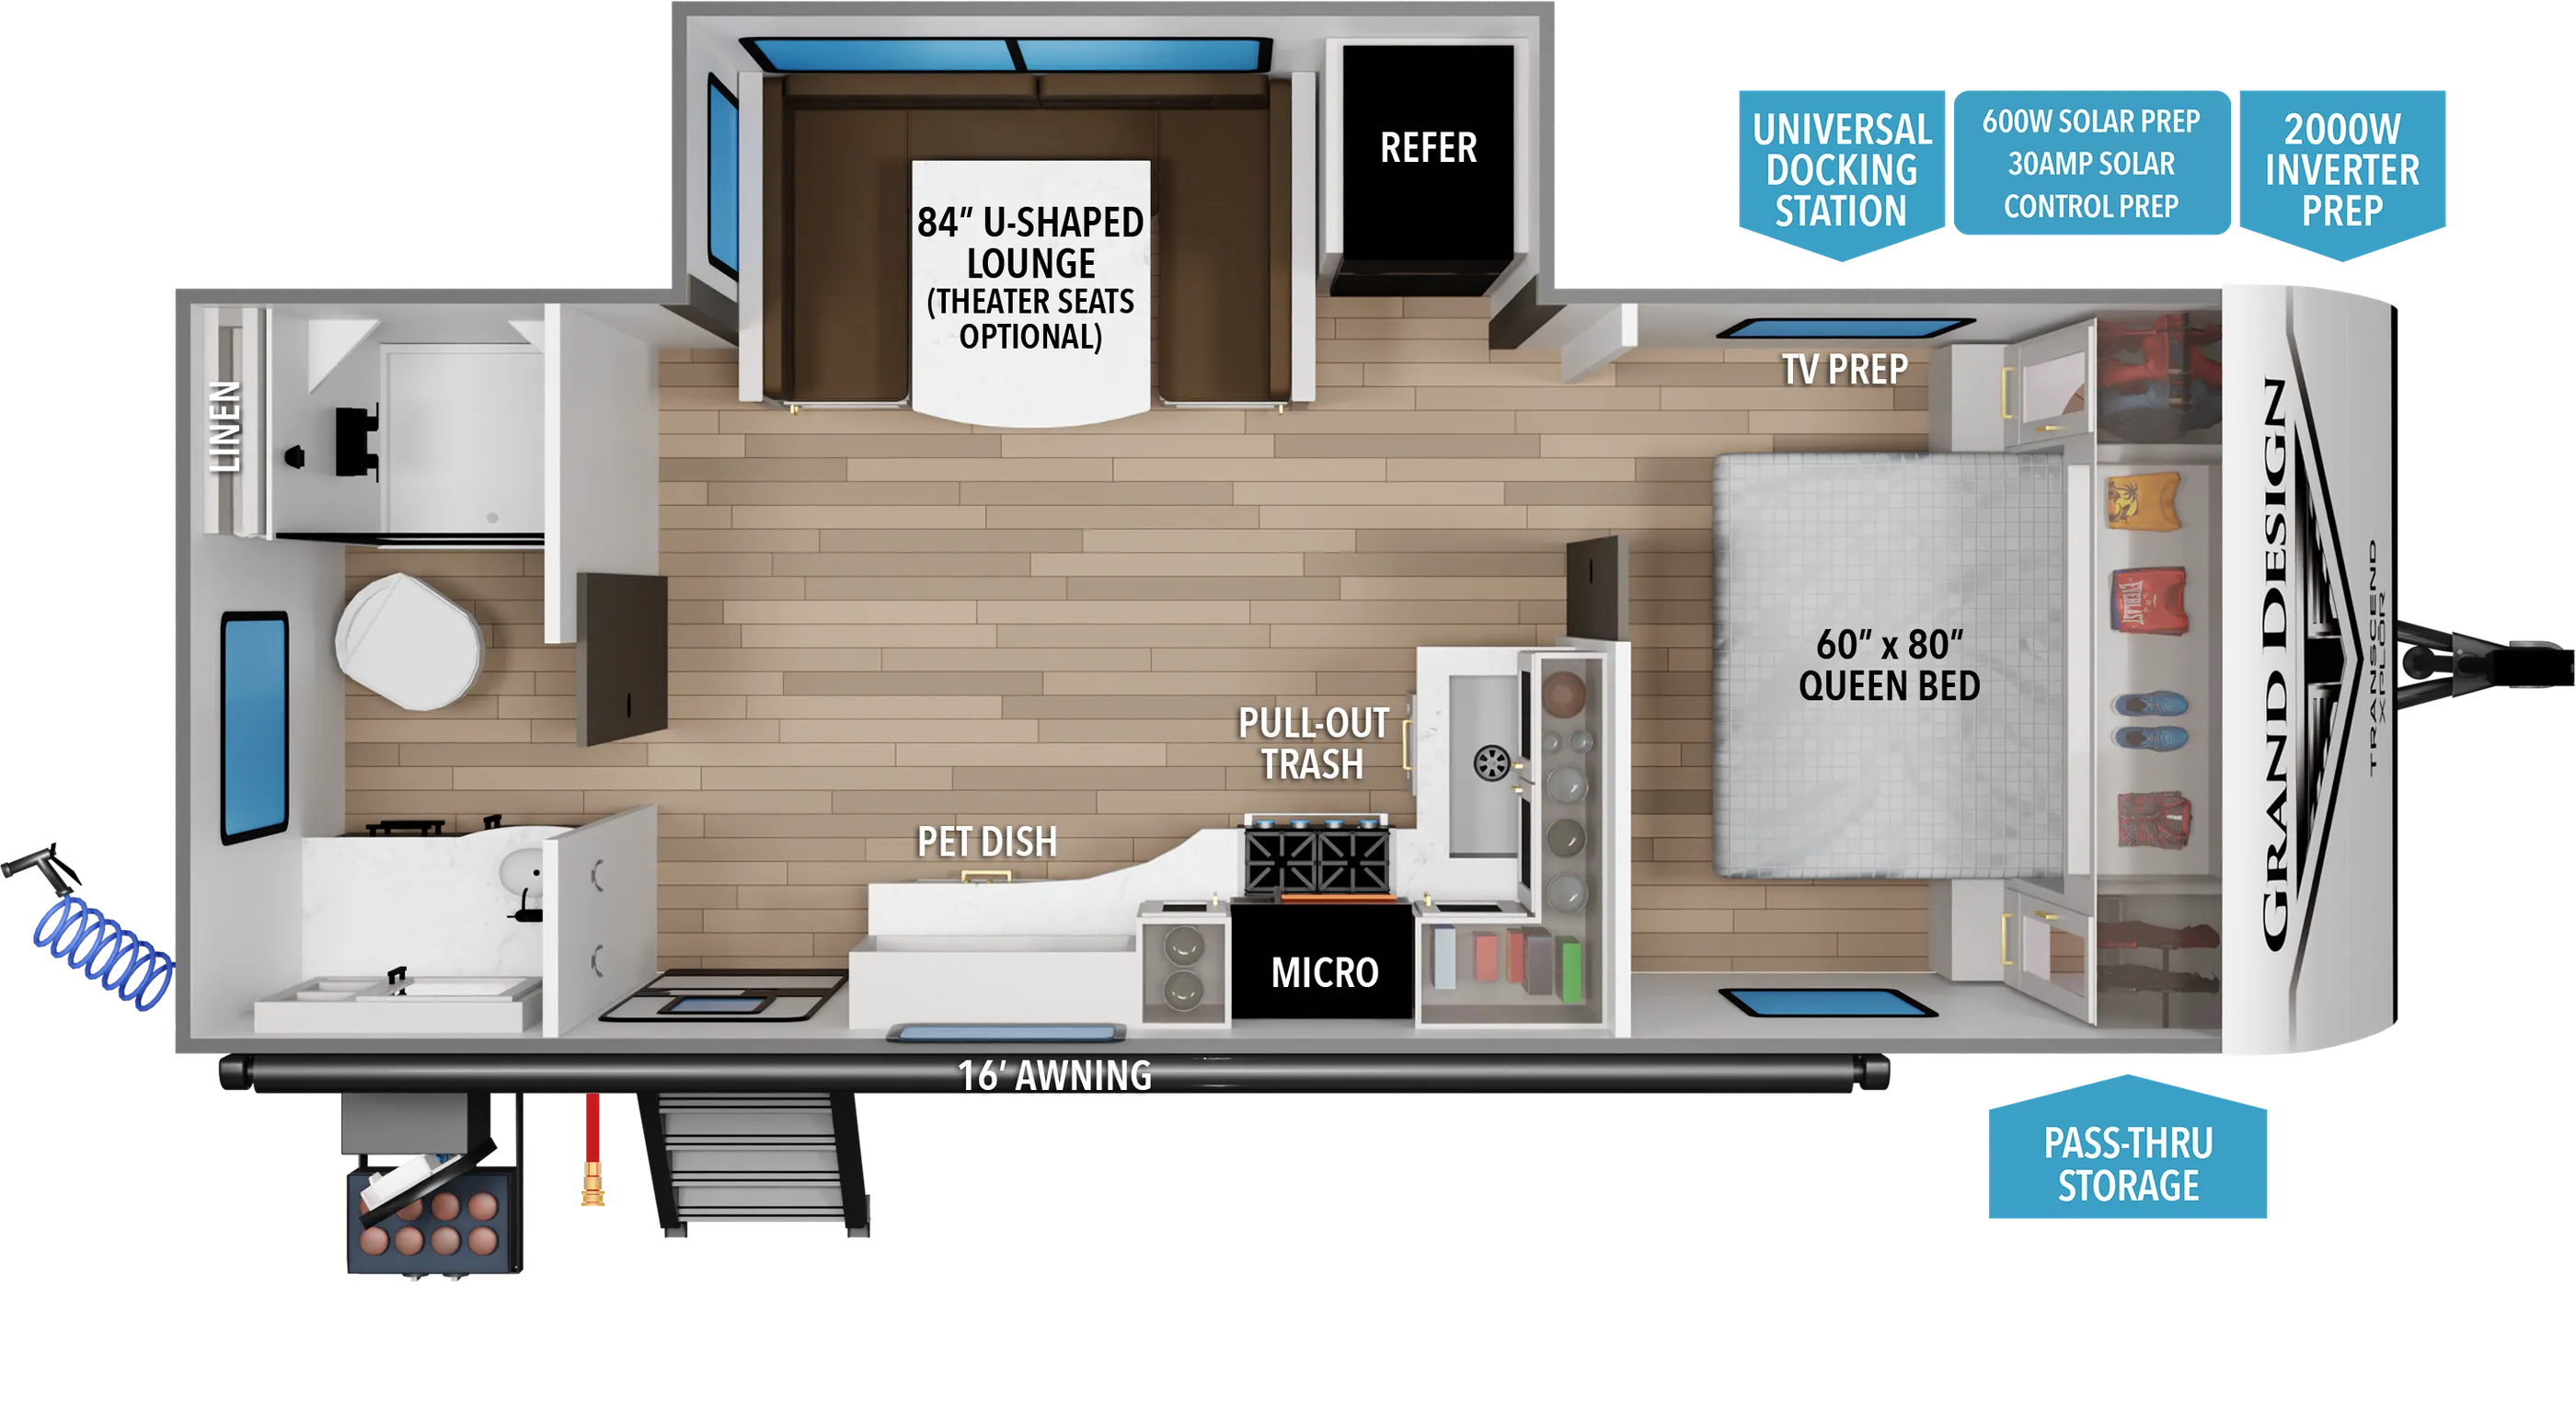 REFER
84” U-SHAPED
LOUNGE
(THEATER SEATS
OPTIONAL)
UNIVERSAL
DOCKING
STATION
600W SOLAR PREP
30AMP SOLAR
CONTROL PREP
2000W
INVERTER
PREP
LINEN
TV PREP
60” x 80”
QUEEN BED
EVERLAST
GRAND DESIGN
TRANSCEND
XPLOR
PULL-OUT
TRASH
PET DISH
MICRO
16’ AWNING
PASS-THRU
STORAGE